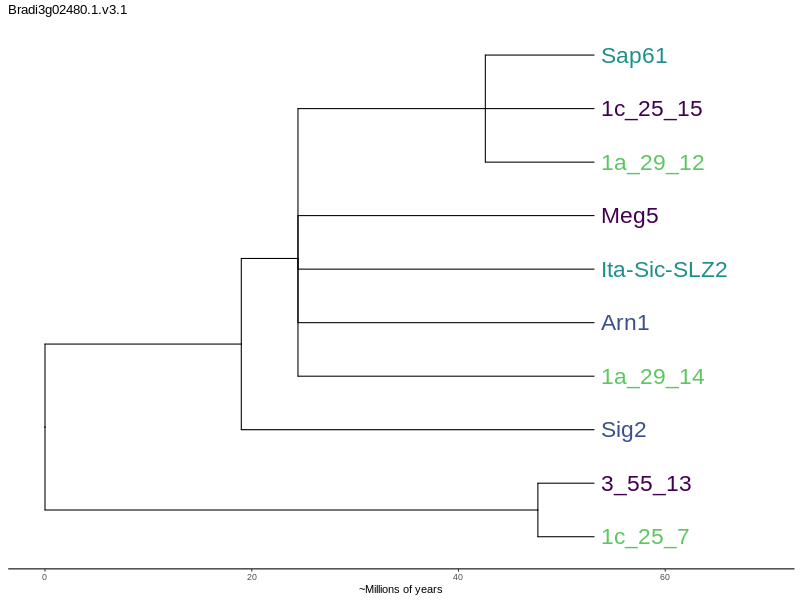 Bradi3g02480.1.v3.1
Sap61
1c_25_15
1a_29_12
Meg5
Ita-Sic-SLZ2
Arn1
1a_29_14
Sig2
3_55_13
1c_25_7
0 20 40 60
~Millions of years